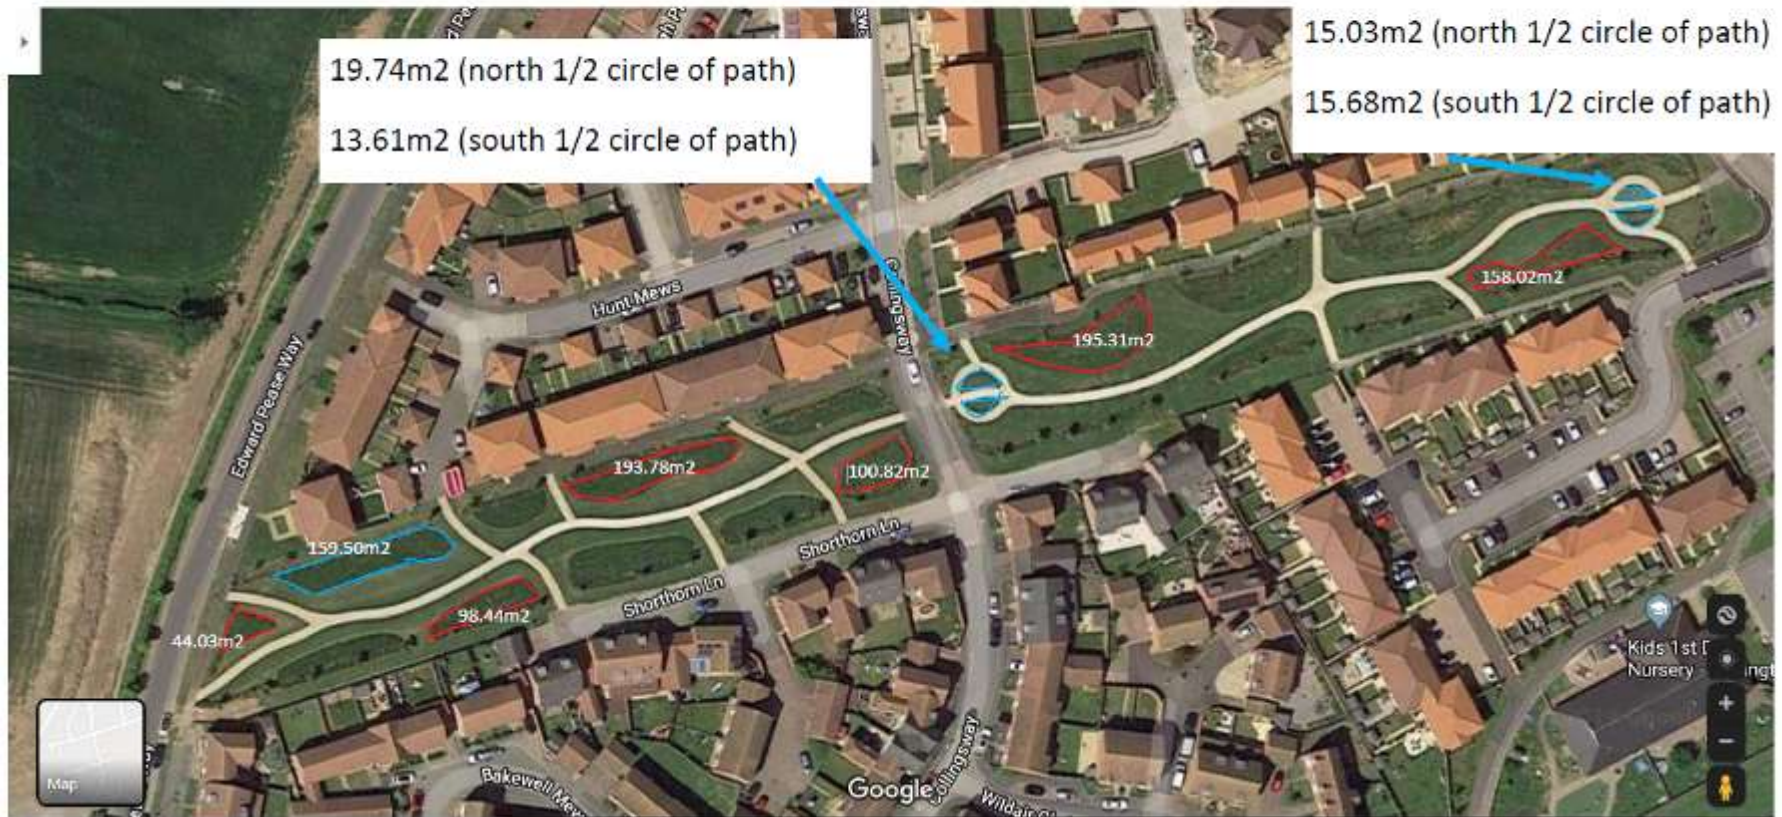 19.74m2 (north 1/2 circle of path)
13.61m2 (south 1/2 circle of path)
15.03m2 (north 1/2 circle of path)
15.68m2 (south 1/2 circle of path)
158.02m2
Hunt Mews
Collingsway
195.31m2
Edward Pease Way
193.78m2
100.82m2
159.50m2
Shorthorn Ln
98.44m2
Shorthorn Ln
44.03m2
Kids 1st
Nursery
Map
Bakewell
Google
Collingsway
Wildair